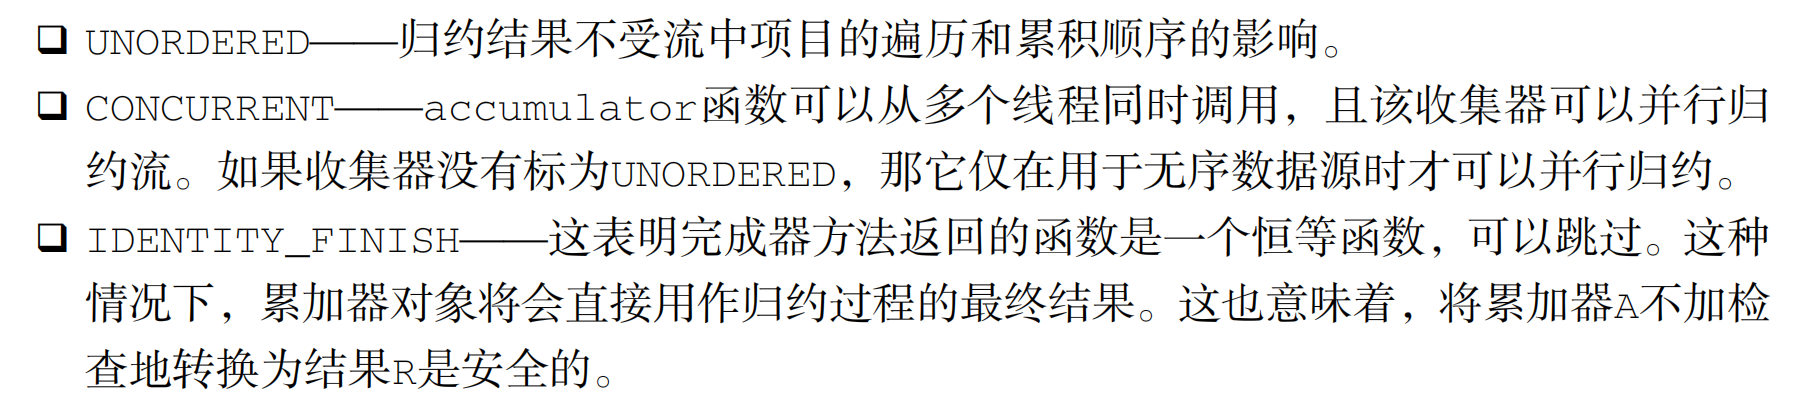 ❑ UNORDERED——归约结果不受流中项目的遍历和累积顺序的影响。
❑ CONCURRENT——accumulator函数可以从多个线程同时调用，且该收集器可以并行归
约流。如果收集器没有标为UNORDERED，那它仅在用于无序数据源时才可以并行归约。
❑ IDENTITY_FINISH——这表明完成器方法返回的函数是一个恒等函数，可以跳过。这种
情况下，累加器对象将会直接用作归约过程的最终结果。这也意味着，将累加器A不加检
查地转换为结果R是安全的。